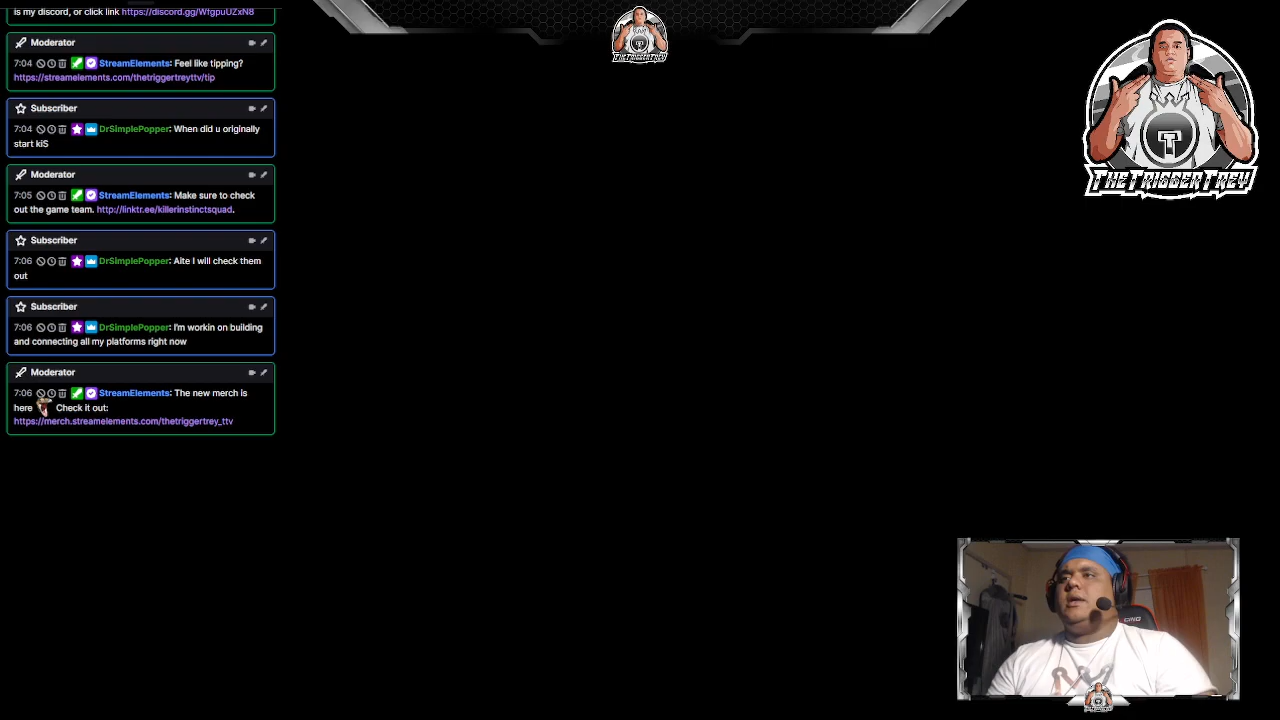 is my discord, or click link https://discord.gg/WfgpuUZxN8
Moderator
7:04 StreamElements: Feel like tipping?
https://streamelements.com/thetriggertreyttv/tip
Subscriber
7:04 DrSimplePopper: When did u originally
start kiS
Moderator
7:05 StreamElements: Make sure to check
out the game team. http://linktr.ee/killerinstinctsquad.
Subscriber
7:06 DrSimplePopper: Aite I will check them
out
Subscriber
7:06 DrSimplePopper: I'm workin on building
and connecting all my platforms right now
Moderator
7:06 StreamElements: The new merch is
here Check it out:
https://merch.streamelements.com/thetriggertrey_ttv
THETRIGGERTREY
T
THETRIGGERTREY
CING